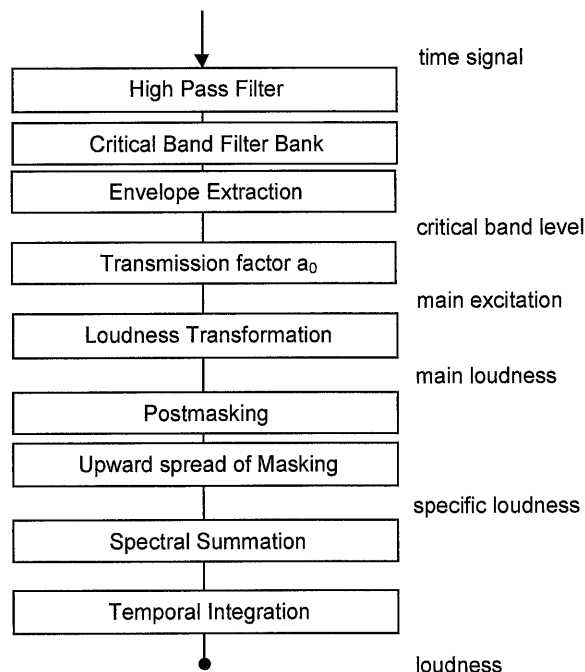 time signal
High Pass Filter
Critical Band Filter Bank
Envelope Extraction
critical band level
Transmission factor a₀
main excitation
Loudness Transformation
main loudness
Postmasking
Upward spread of Masking
specific loudness
Spectral Summation
Temporal Integration
loudness